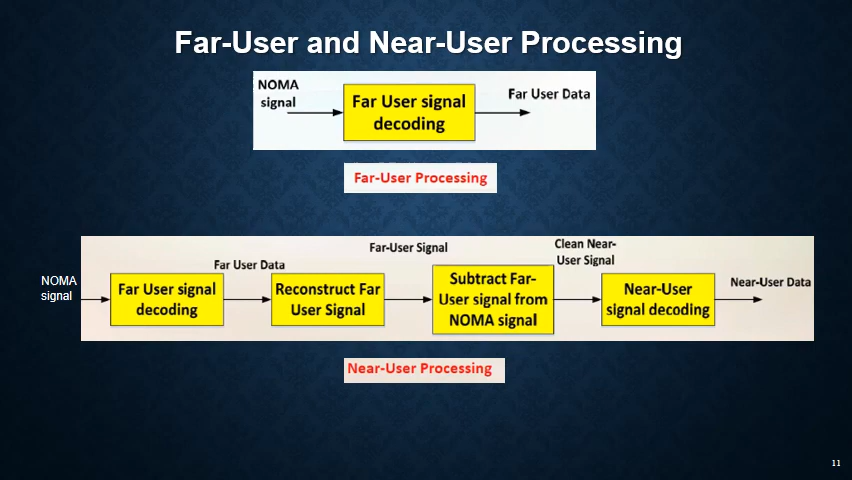 Far-User and Near-User Processing
NOMA
signal
Far User signal
decoding
Far User Data
Far-User Processing
NOMA
signal
Far User signal
decoding
Far User Data
Reconstruct Far
User Signal
Far-User Signal
Subtract Far-
User signal from
NOMA signal
Clean Near-
User Signal
Near-User
signal decoding
Near-User Data
Near-User Processing
11